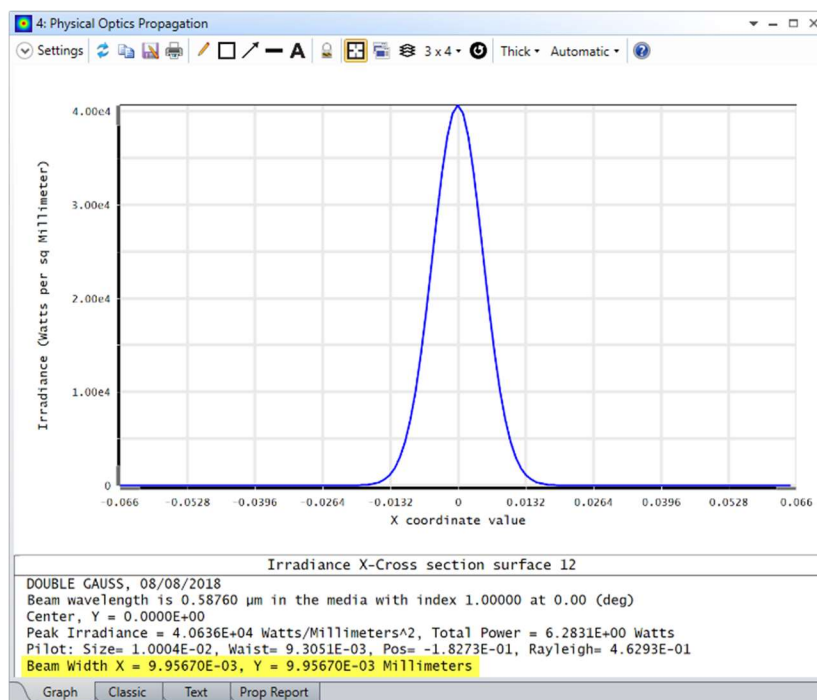 4: Physical Optics Propagation
Settings A 3 x 4 Thick Automatic
Irradiance (Watts per sq Millimeter)
4.00e4
3.00e4
2.00e4
1.00e4
0
-0.066 -0.0528 -0.0396 -0.0264 -0.0132 0 0.0132 0.0264 0.0396 0.0528 0.066
X coordinate value
Irradiance X-Cross section surface 12
DOUBLE GAUSS, 08/08/2018
Beam wavelength is 0.58760 µm in the media with index 1.00000 at 0.00 (deg)
Center, Y = 0.0000E+00
Peak Irradiance = 4.0636E+04 Watts/Millimeters^2, Total Power = 6.2831E+00 Watts
Pilot: Size= 1.0004E-02, Waist= 9.3051E-03, Pos= -1.8273E-01, Rayleigh= 4.6293E-01
Beam Width X = 9.95670E-03, Y = 9.95670E-03 Millimeters
Graph Classic Text Prop Report